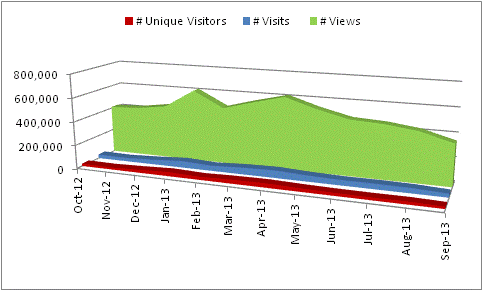 # Unique Visitors # Visits # Views
800,000
600,000
400,000
200,000
0
Oct-12
Nov-12
Dec-12
Jan-13
Feb-13
Mar-13
Apr-13
May-13
Jun-13
Jul-13
Aug-13
Sep-13